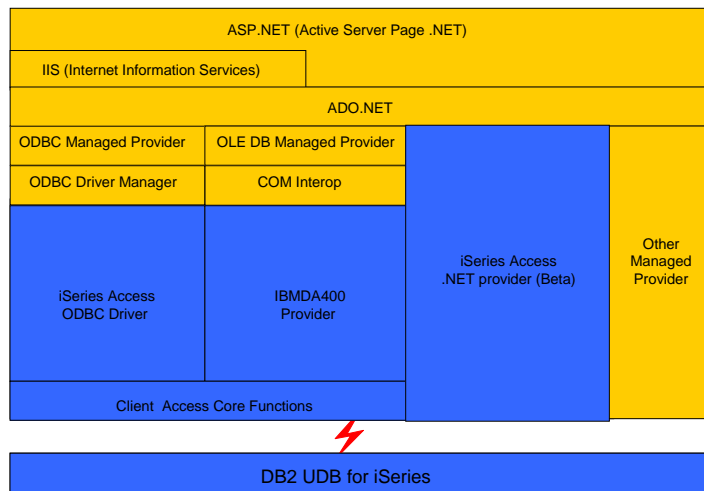 ASP.NET (Active Server Page .NET)
IIS (Internet Information Services)
ADO.NET
ODBC Managed Provider
OLE DB Managed Provider
ODBC Driver Manager
COM Interop
iSeries Access
ODBC Driver
IBMDA400
Provider
iSeries Access
.NET provider (Beta)
Other
Managed
Provider
Client Access Core Functions
DB2 UDB for iSeries